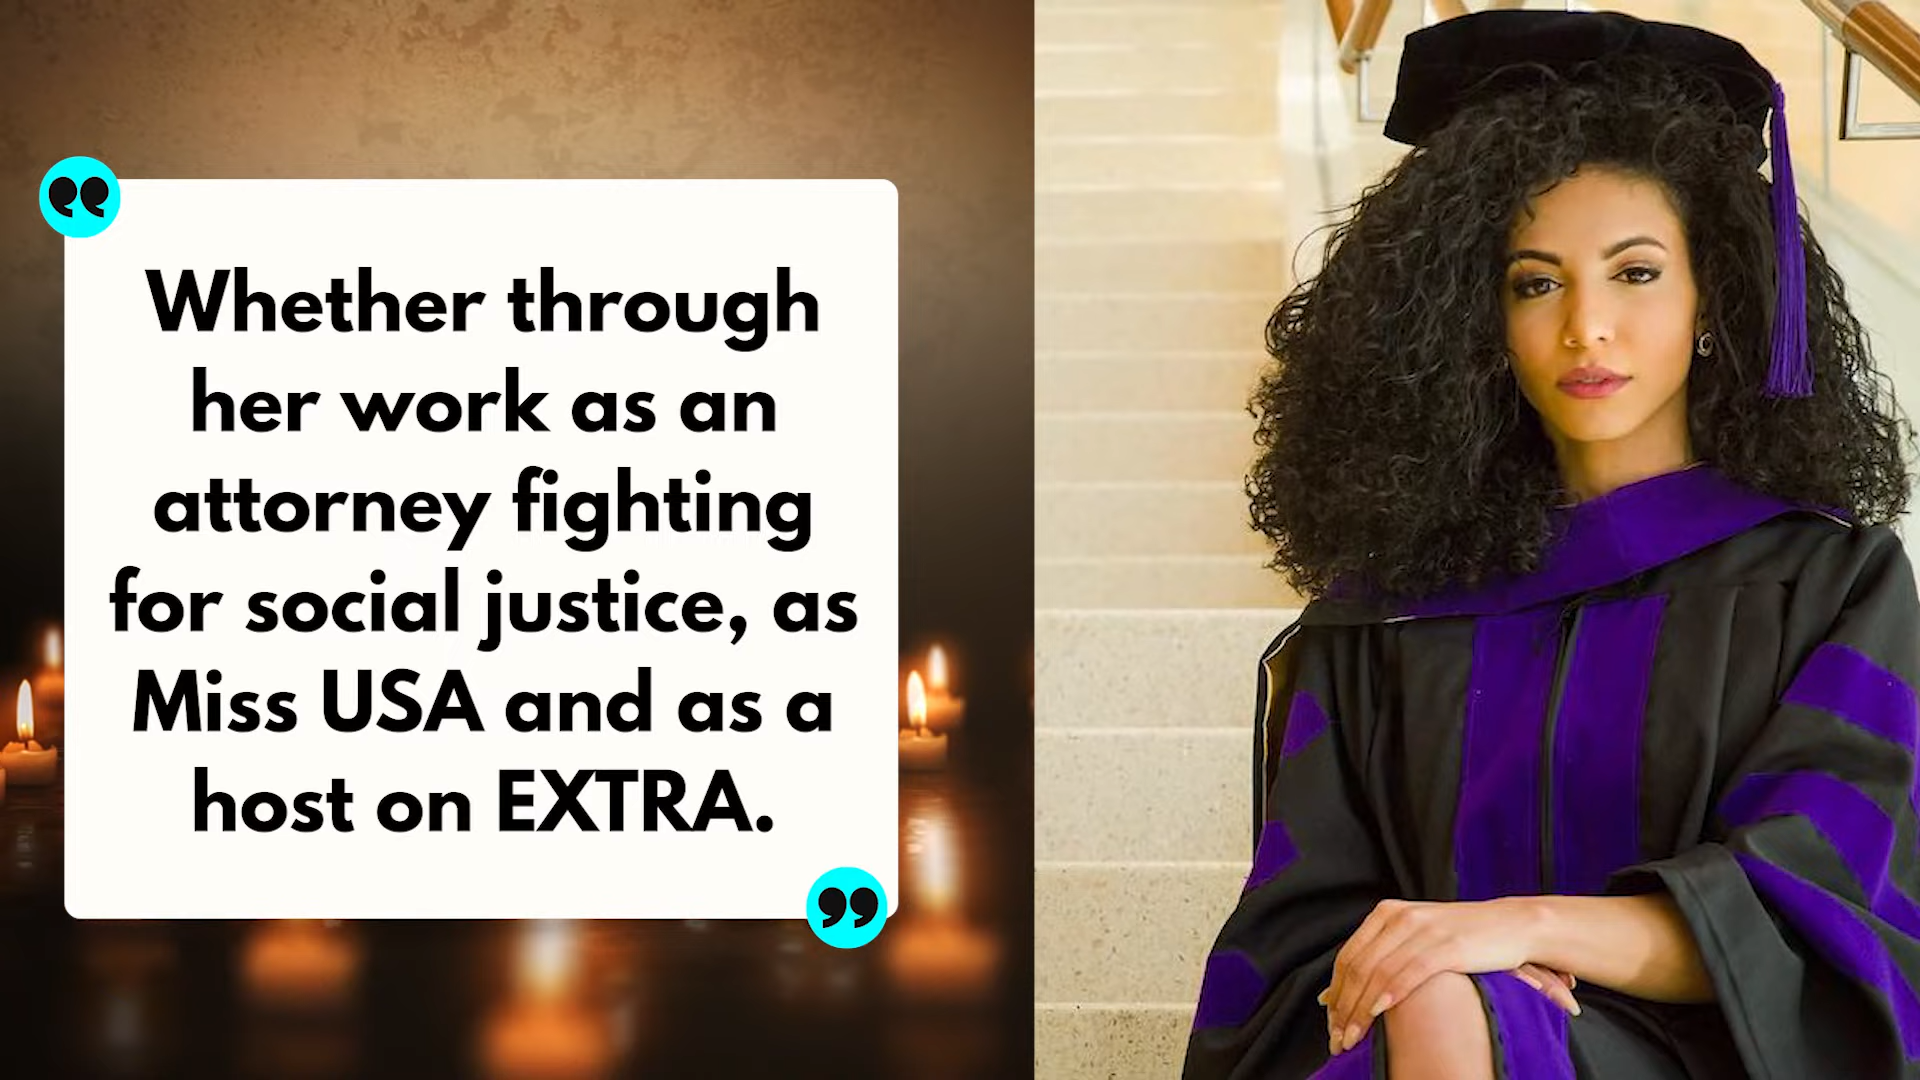 Whether through
her work as an
attorney fighting
for social justice, as
Miss USA and as a
host on EXTRA.